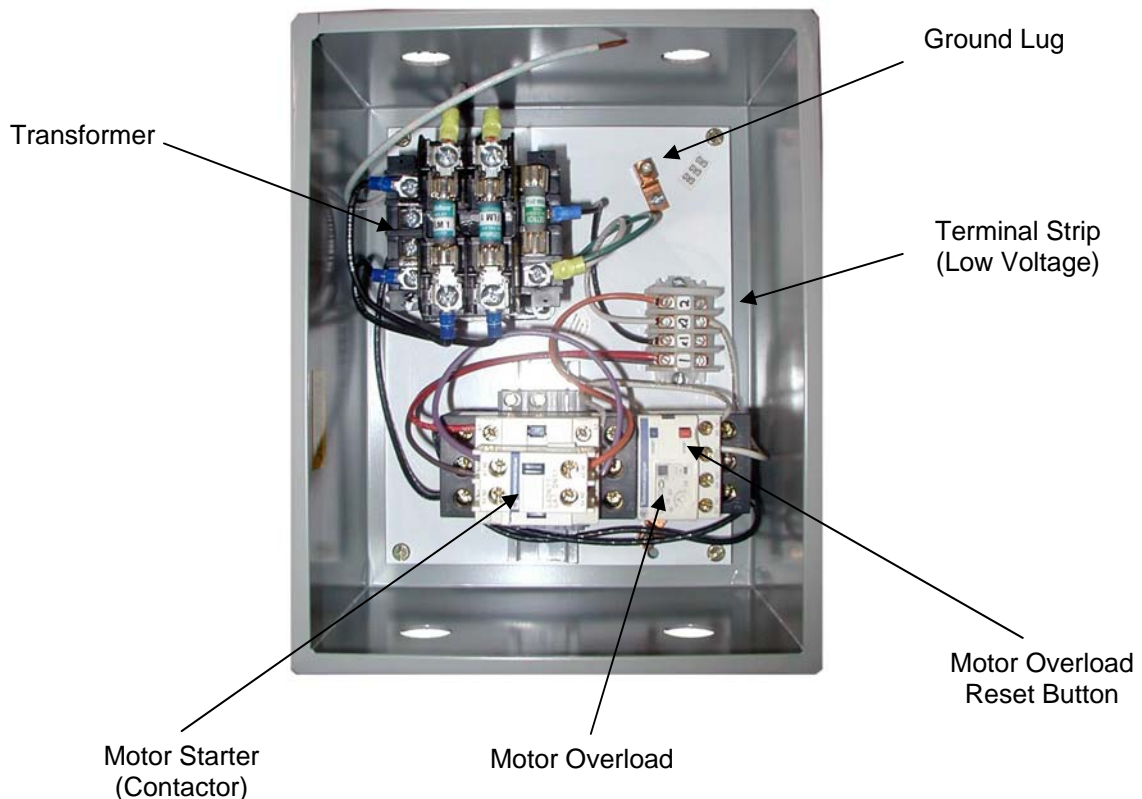 Ground Lug
Transformer
Terminal Strip
(Low Voltage)
Motor Overload
Reset Button
Motor Starter
(Contactor)
Motor Overload